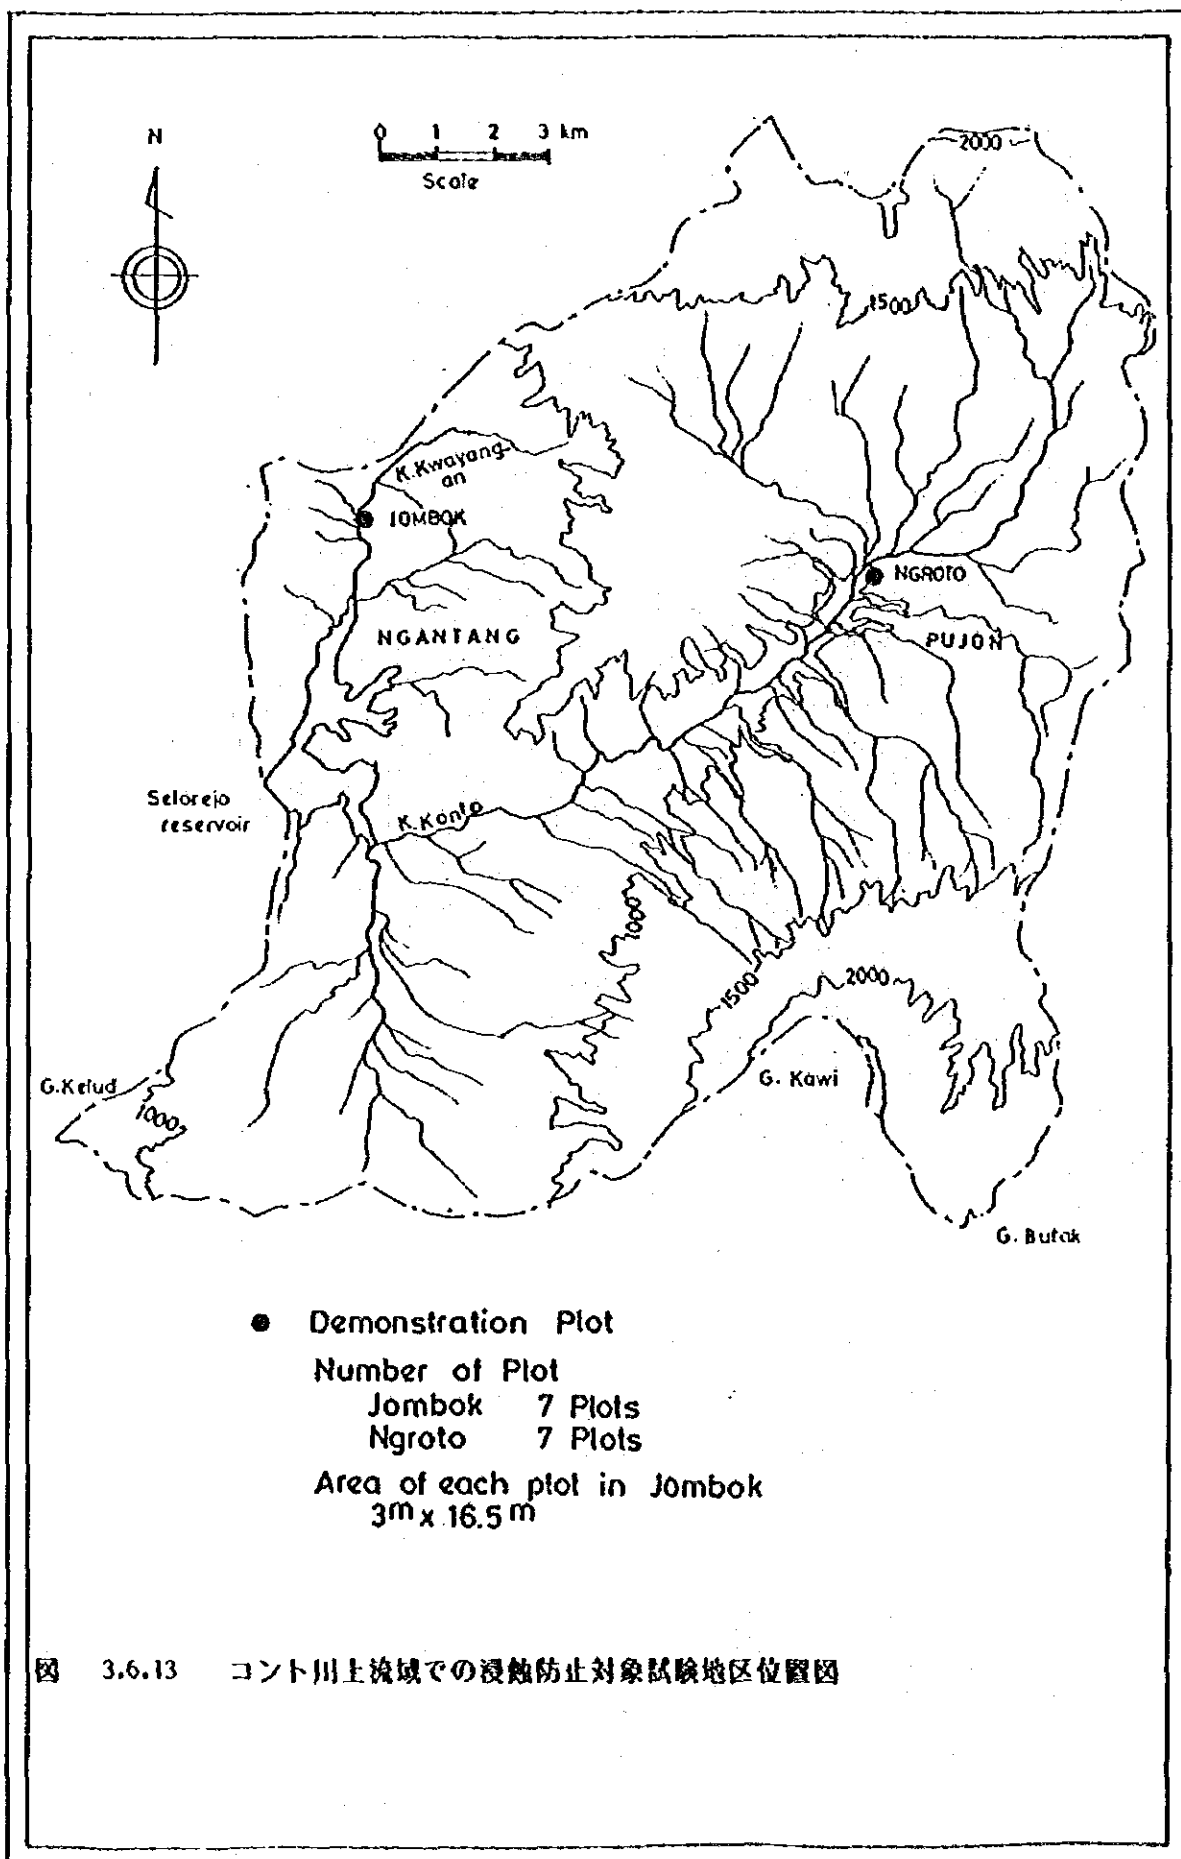 N
0 1 2 3 km
Scale
2000
1500
K.Kwayang-
an
JOMBOK
NGROTO
NGANTANG
PUJON
Selorejo
reservoir
K.Konto
1000
1500
2000
G.Kelud
1000
G. Kawi
G. Butak
Demonstration Plot
Number of Plot
Jombok 7 Plots
Ngroto 7 Plots
Area of each plot in Jombok
3m x 16.5m
図 3.6.13 コント川上流域での浸蝕防止対象試験地区位置図